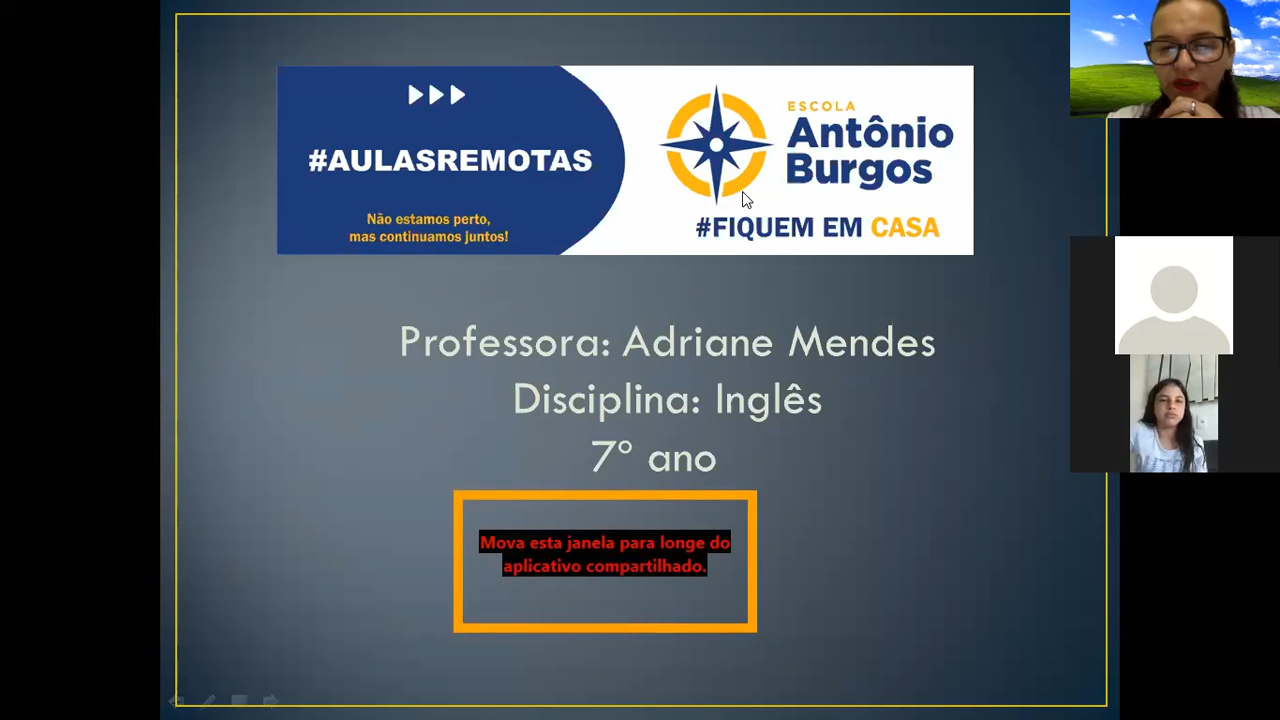 #AULASREMOTAS
Não estamos perto,
mas continuamos juntos!
ESCOLA
Antônio
Burgos
#FIQUEM EM CASA
Professora: Adriane Mendes
Disciplina: Inglês
7° ano
Mova esta janela para longe do
aplicativo compartilhado.